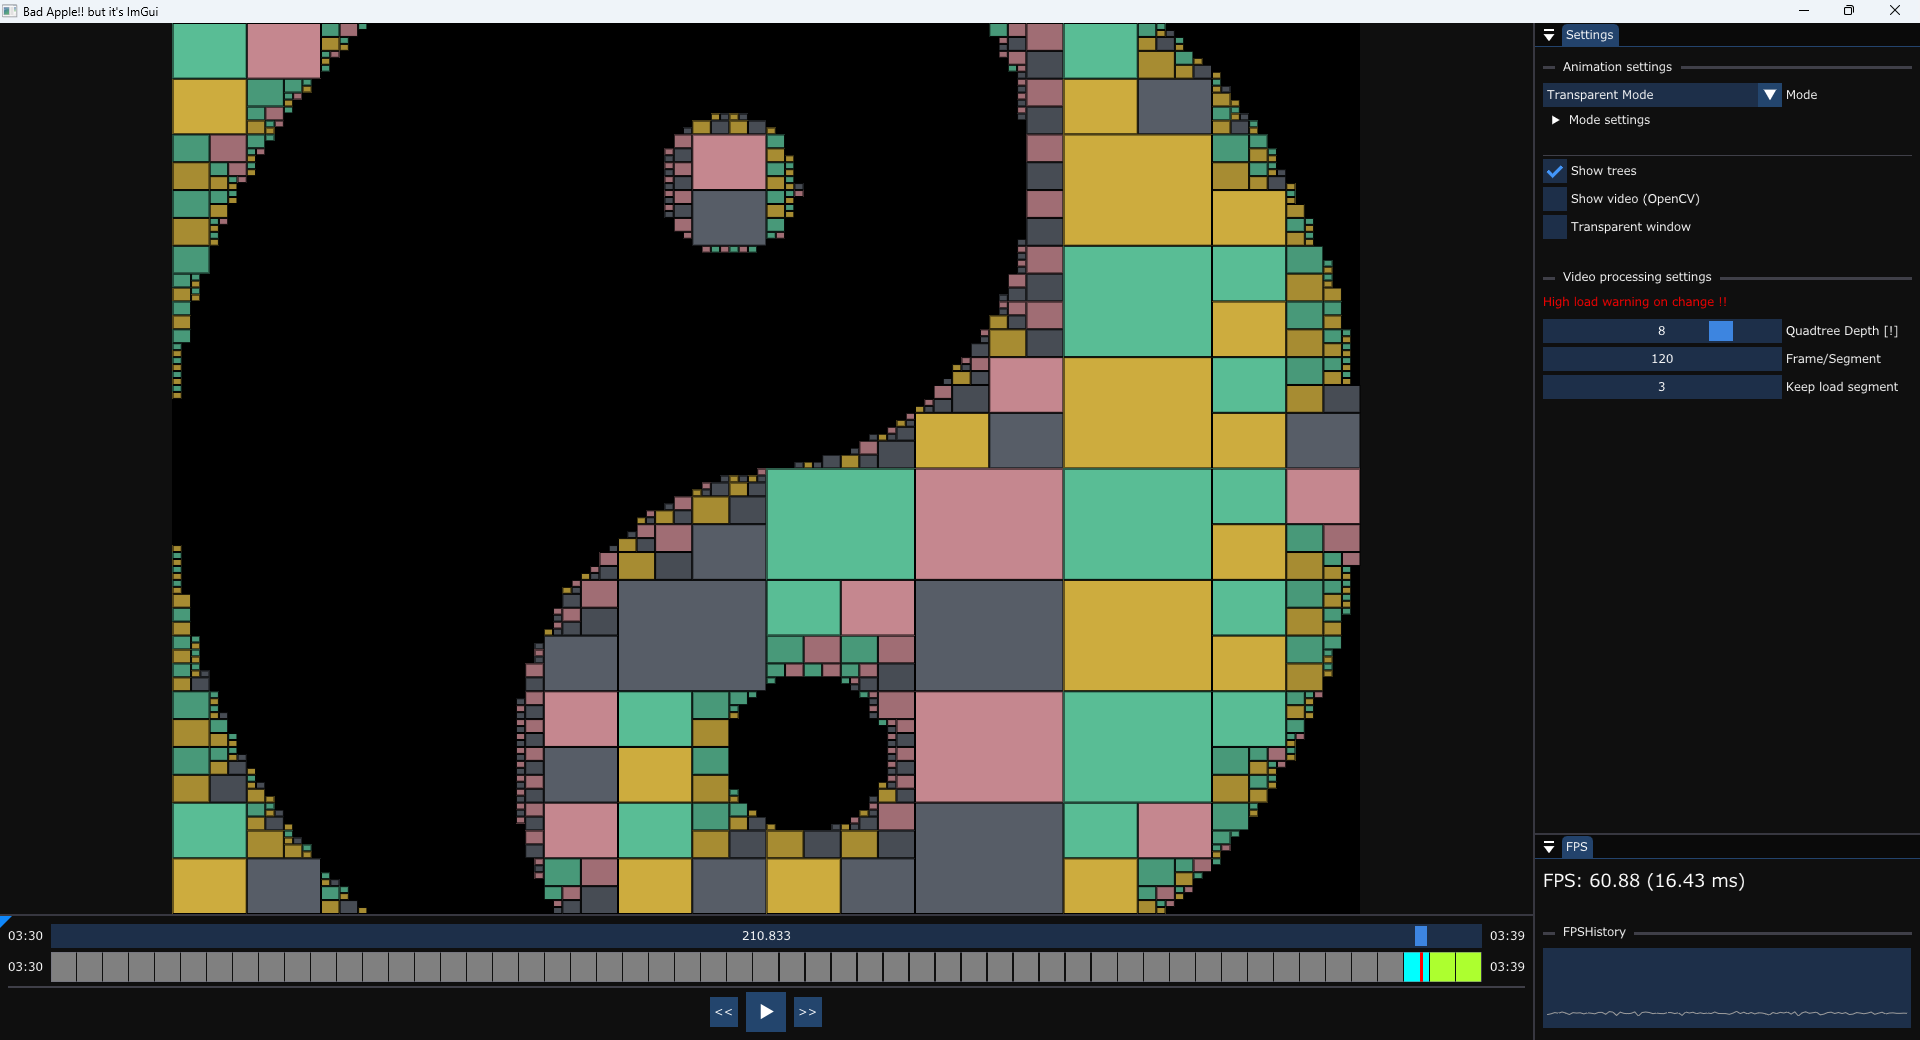 Bad Apple!! but it's ImGui
Settings
Animation settings
Transparent Mode Mode
Mode settings
Show trees
Show video (OpenCV)
Transparent window
Video processing settings
High load warning on change !!
8 Quadtree Depth [!]
120 Frame/Segment
3 Keep load segment
FPS
FPS: 60.88 (16.43 ms)
FPSHistory
03:30 210.833 03:39
03:30 03:39
<< >>